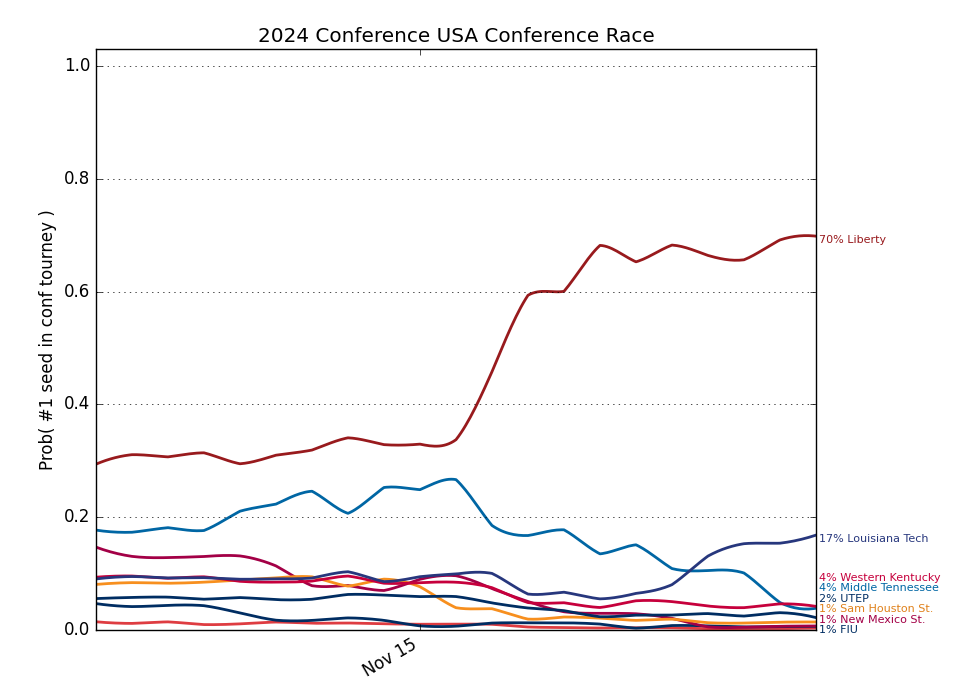 2024 Conference USA Conference Race
1.0
0.8
0.6
0.4
0.2
0.0
Prob( #1 seed in conf tourney )
Nov 15
70% Liberty
17% Louisiana Tech
4% Western Kentucky
4% Middle Tennessee
2% UTEP
1% Sam Houston St.
1% New Mexico St.
1% FIU